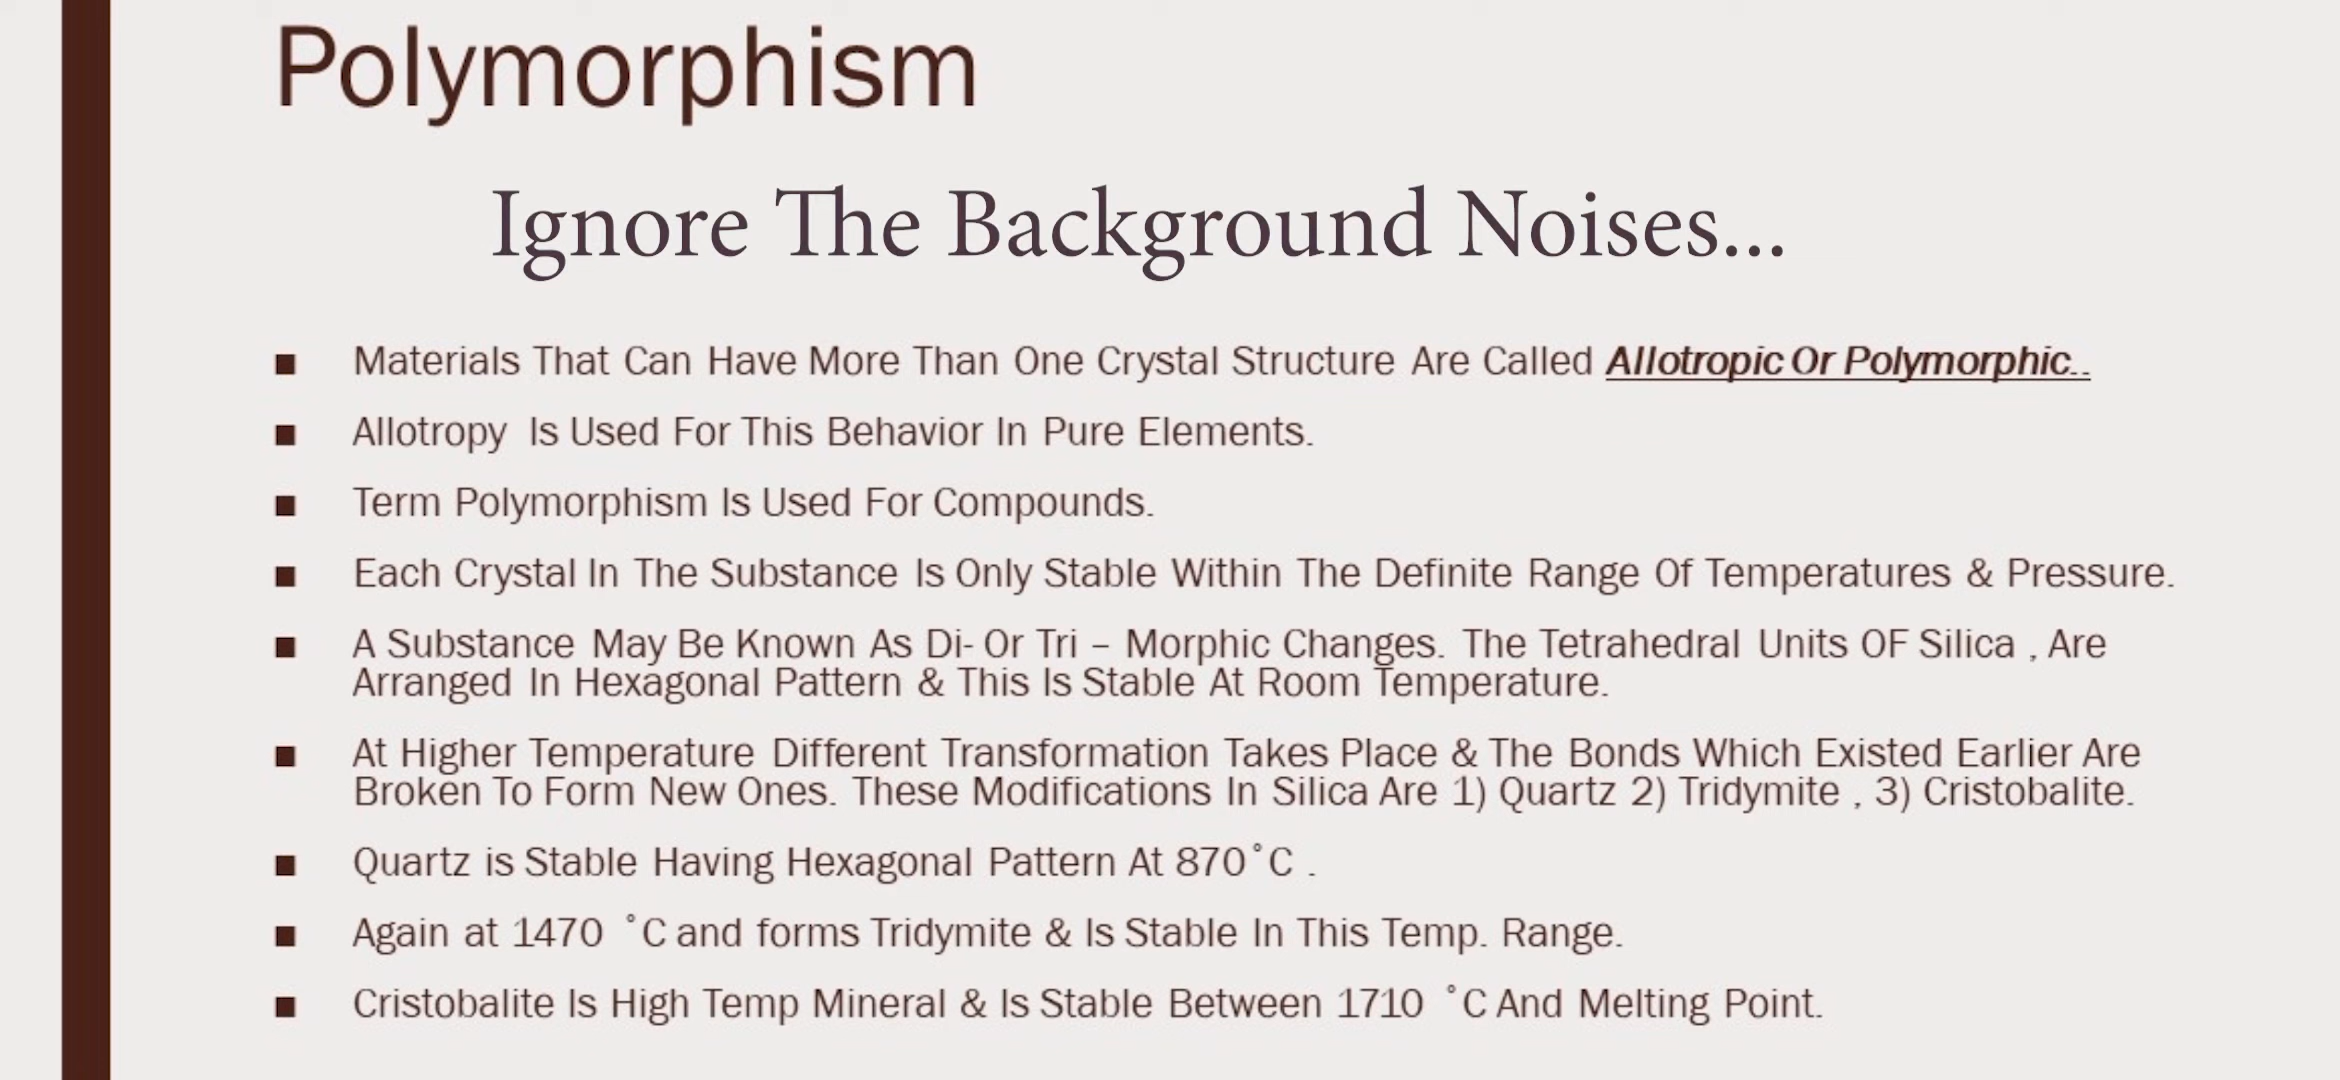 Polymorphism
Ignore The Background Noises...
■ Materials That Can Have More Than One Crystal Structure Are Called Allotropic Or Polymorphic..
■ Allotropy Is Used For This Behavior In Pure Elements.
■ Term Polymorphism Is Used For Compounds.
■ Each Crystal In The Substance Is Only Stable Within The Definite Range Of Temperatures & Pressure.
■ A Substance May Be Known As Di- Or Tri – Morphic Changes. The Tetrahedral Units OF Silica , Are
Arranged In Hexagonal Pattern & This Is Stable At Room Temperature.
■ At Higher Temperature Different Transformation Takes Place & The Bonds Which Existed Earlier Are
Broken To Form New Ones. These Modifications In Silica Are 1) Quartz 2) Tridymite , 3) Cristobalite.
■ Quartz is Stable Having Hexagonal Pattern At 870˚C .
■ Again at 1470 ˚C and forms Tridymite & Is Stable In This Temp. Range.
■ Cristobalite Is High Temp Mineral & Is Stable Between 1710 ˚C And Melting Point.